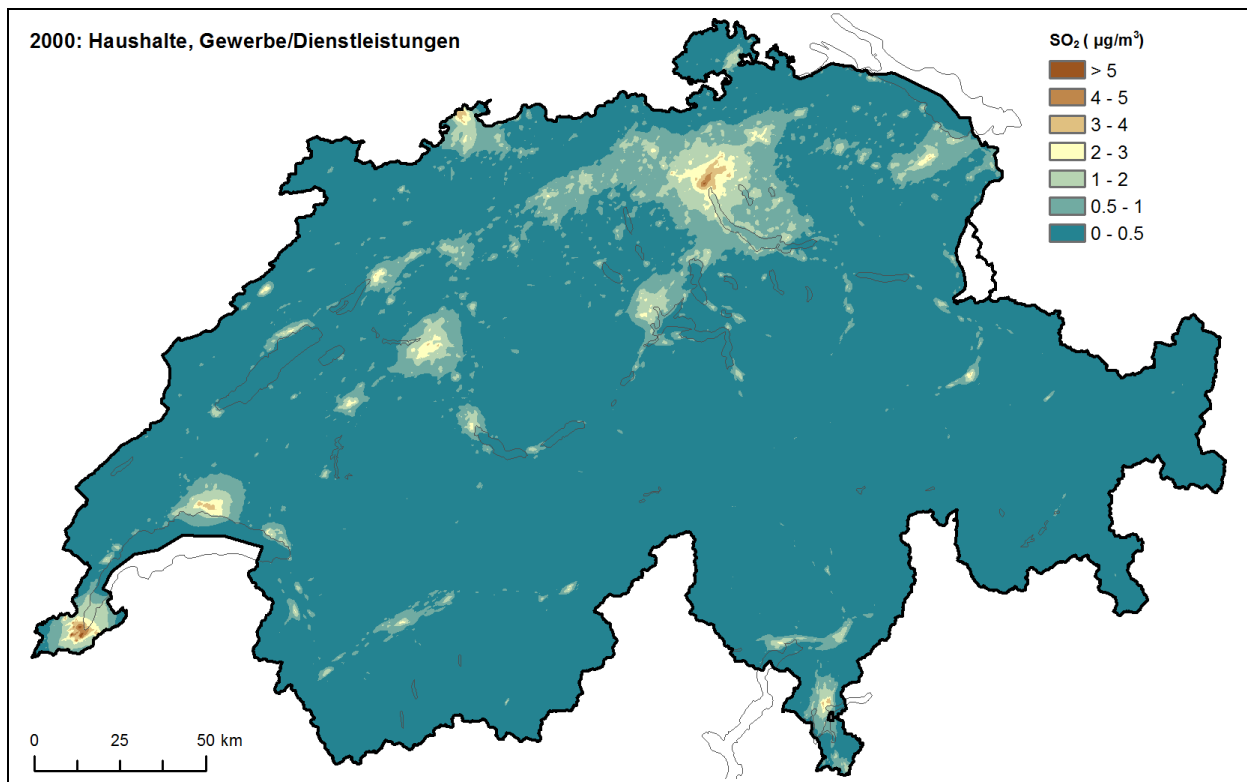 2000: Haushalte, Gewerbe/Dienstleistungen
SO₂ ( µg/m³)
> 5
4 - 5
3 - 4
2 - 3
1 - 2
0.5 - 1
0 - 0.5
0 25 50 km